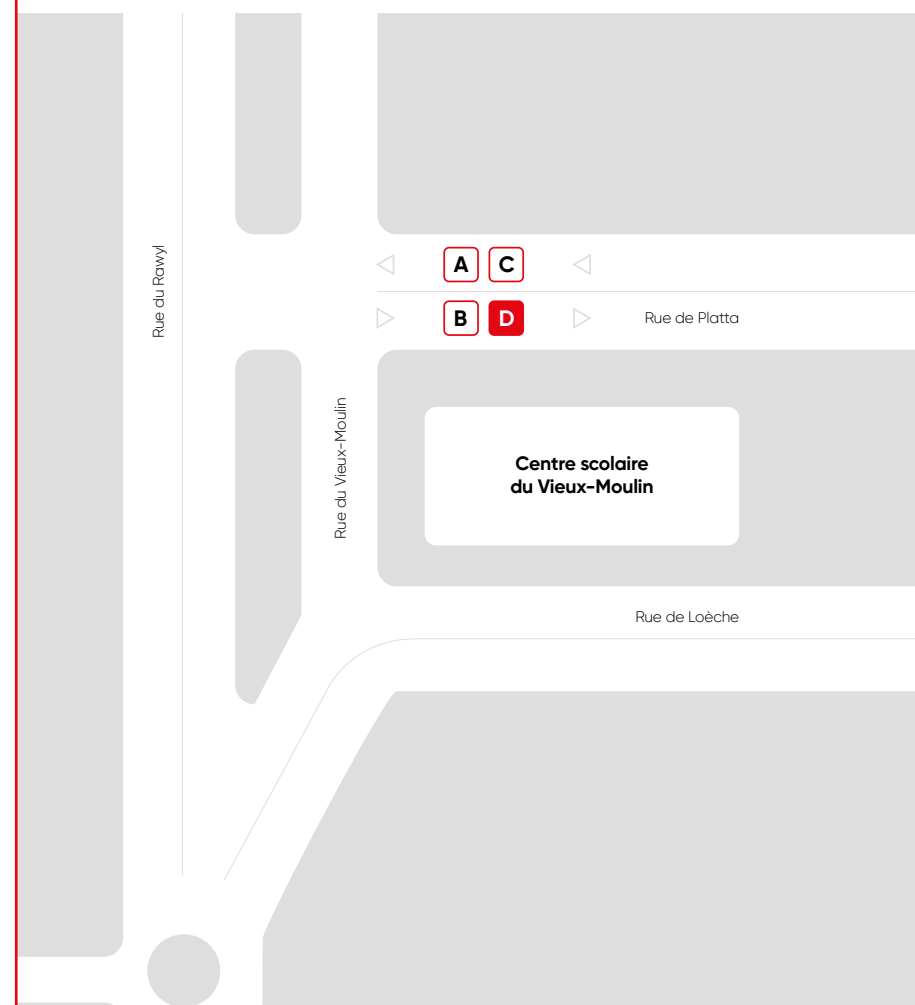 Rue du Rawyl
A C
B D
Rue de Platta
Rue du Vieux-Moulin
Centre scolaire
du Vieux-Moulin
Rue de Loèche